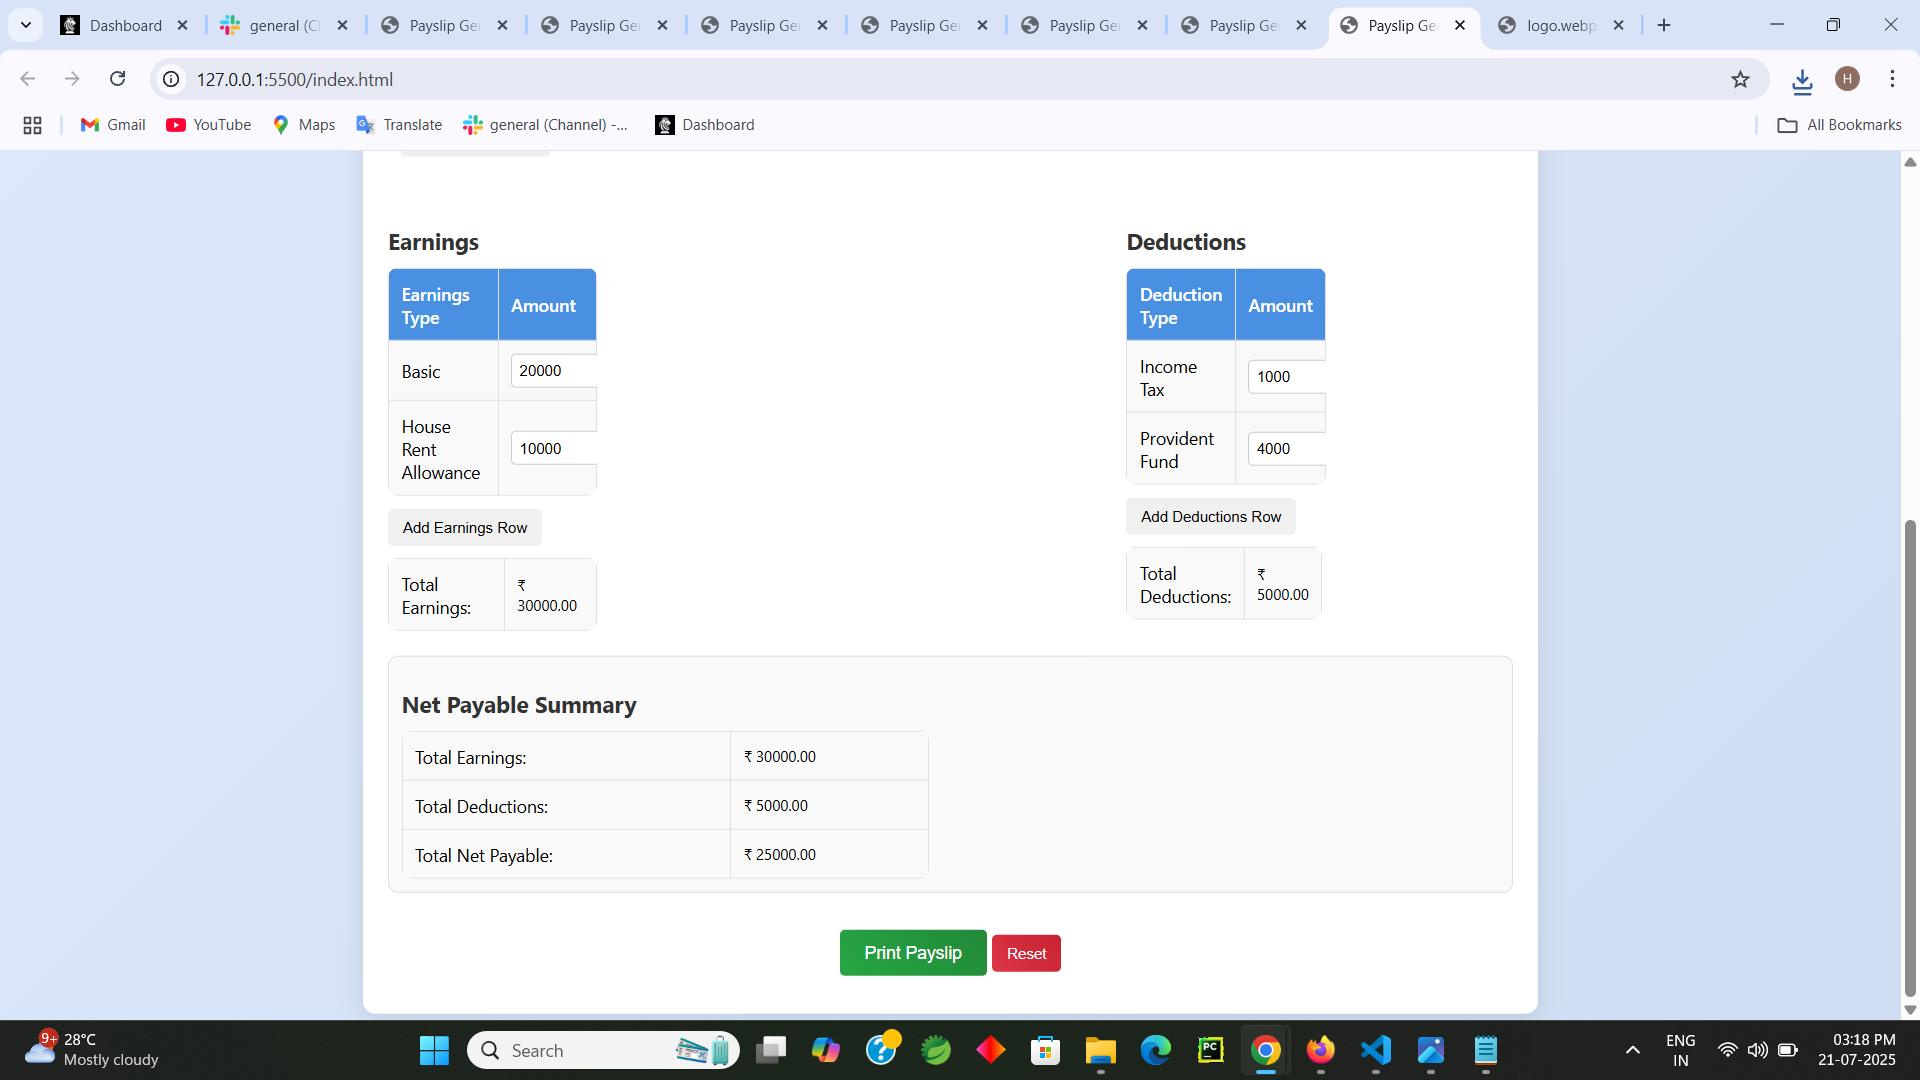 Dashboard
general (C
Payslip Ge
Payslip Ge
Payslip Ge
Payslip Ge
Payslip Ge
Payslip Ge
Payslip Ge
logo.webp
127.0.0.1:5500/index.html
H
Gmail
YouTube
Maps
Translate
general (Channel) -...
Dashboard
All Bookmarks
Earnings
Earnings Type
Amount
Basic
20000
House Rent Allowance
10000
Add Earnings Row
Total Earnings:
₹ 30000.00
Deductions
Deduction Type
Amount
Income Tax
1000
Provident Fund
4000
Add Deductions Row
Total Deductions:
₹ 5000.00
Net Payable Summary
Total Earnings:
₹ 30000.00
Total Deductions:
₹ 5000.00
Total Net Payable:
₹ 25000.00
Print Payslip
Reset
9+
28°C
Mostly cloudy
Search
PC
ENG
IN
03:18 PM
21-07-2025